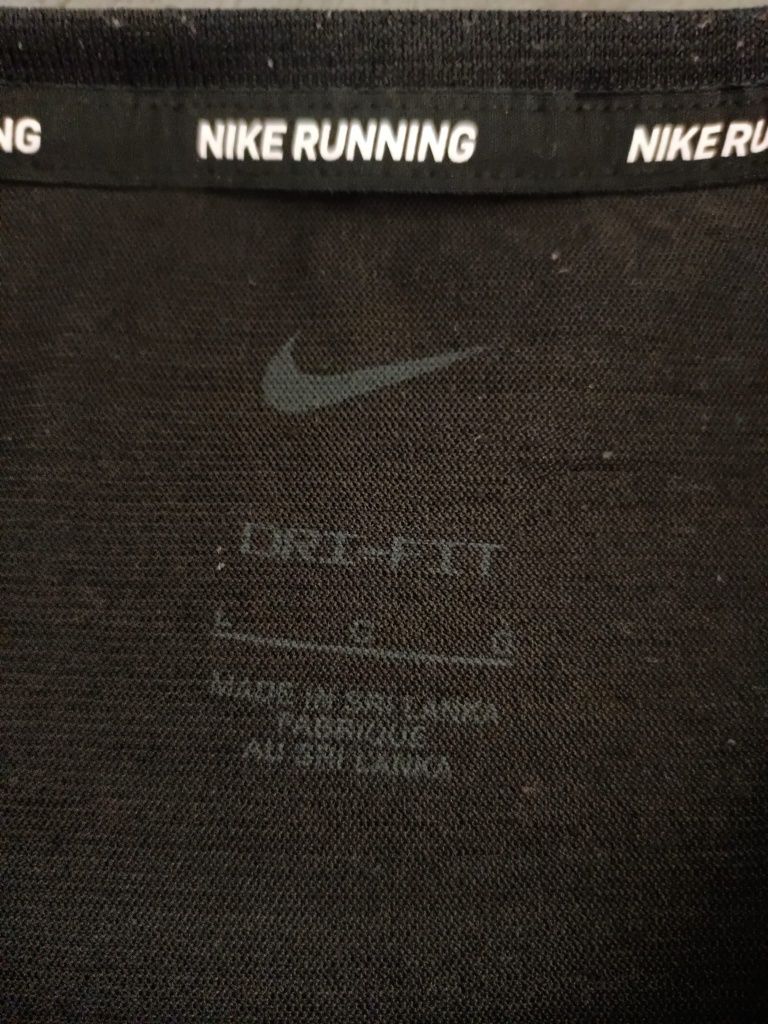 NG NIKE RUNNING NIKE RU
DRI-FIT
L G G
MADE IN SRI LANKA
FABRIQUE
AU SRI LANKA